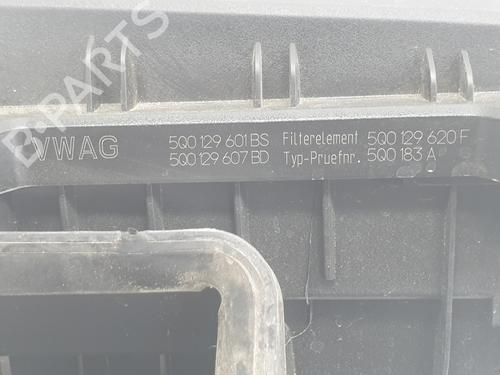 VWAG 5Q0 129 601 BS Filterelement 5Q0 129 620 F
5Q0 129 607 BD Typ-Pruefnr. 5Q0 183 A
B-PARTS